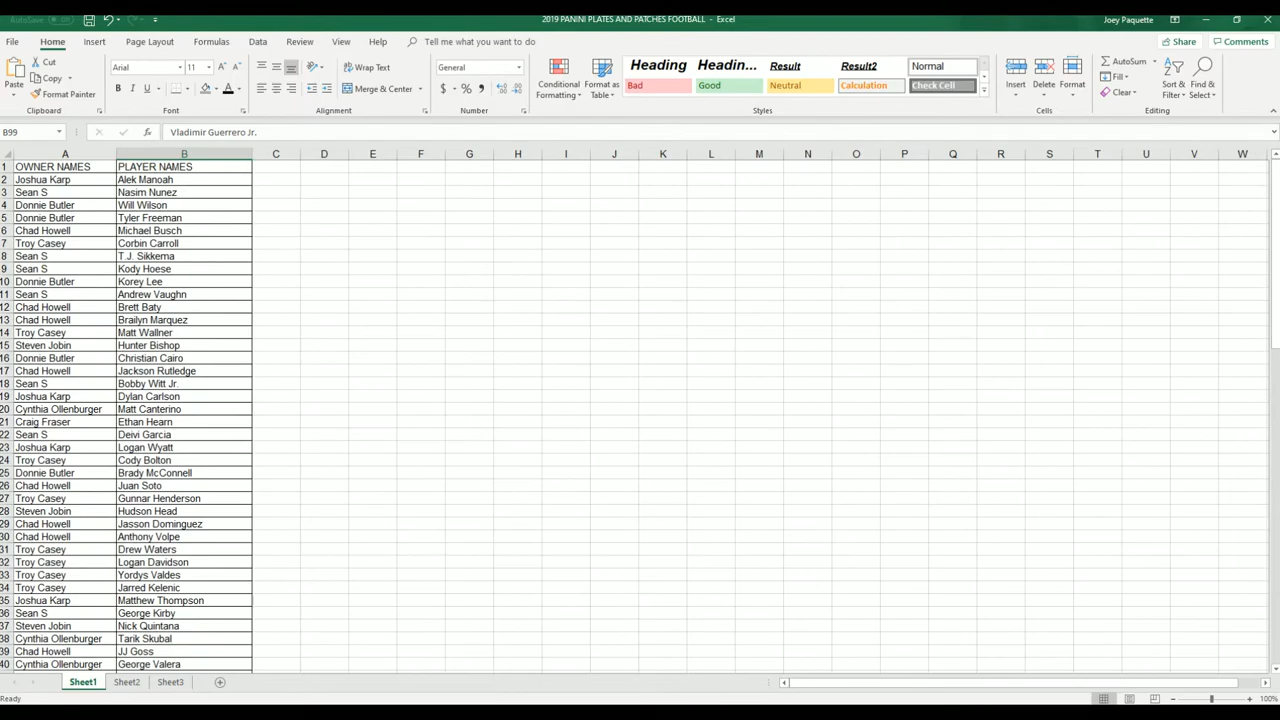 AutoSave Off 2019 PANINI PLATES AND PATCHES FOOTBALL - Excel Joey Paquette
File Home Insert Page Layout Formulas Data Review View Help Tell me what you want to do Share Comments
Paste Cut Copy Format Painter Clipboard
Arial 11 B I U A Font
Wrap Text Merge & Center Alignment
General $ % Number
Conditional Formatting Format as Table
Heading Headin... Result Result2 Normal
Bad Good Neutral Calculation Check Cell
Styles
Insert Delete Format Cells
AutoSum Fill Clear Sort & Filter Find & Select Editing
B99 fx Vladimir Guerrero Jr.
A B C D E F G H I J K L M N O P Q R S T U V W
1 OWNER NAMES PLAYER NAMES
2 Joshua Karp Alek Manoah
3 Sean S Nasim Nunez
4 Donnie Butler Will Wilson
5 Donnie Butler Tyler Freeman
6 Chad Howell Michael Busch
7 Troy Casey Corbin Carroll
8 Sean S T.J. Sikkema
9 Sean S Kody Hoese
10 Donnie Butler Korey Lee
11 Sean S Andrew Vaughn
12 Chad Howell Brett Baty
13 Chad Howell Brailyn Marquez
14 Troy Casey Matt Wallner
15 Steven Jobin Hunter Bishop
16 Donnie Butler Christian Cairo
17 Chad Howell Jackson Rutledge
18 Sean S Bobby Witt Jr.
19 Joshua Karp Dylan Carlson
20 Cynthia Ollenburger Matt Canterino
21 Craig Fraser Ethan Hearn
22 Sean S Deivi Garcia
23 Joshua Karp Logan Wyatt
24 Troy Casey Cody Bolton
25 Donnie Butler Brady McConnell
26 Chad Howell Juan Soto
27 Troy Casey Gunnar Henderson
28 Steven Jobin Hudson Head
29 Chad Howell Jasson Dominguez
30 Chad Howell Anthony Volpe
31 Troy Casey Drew Waters
32 Troy Casey Logan Davidson
33 Troy Casey Yordys Valdes
34 Troy Casey Jarred Kelenic
35 Joshua Karp Matthew Thompson
36 Sean S George Kirby
37 Steven Jobin Nick Quintana
38 Cynthia Ollenburger Tarik Skubal
39 Chad Howell JJ Goss
40 Cynthia Ollenburger George Valera
Sheet1 Sheet2 Sheet3
Ready 100%